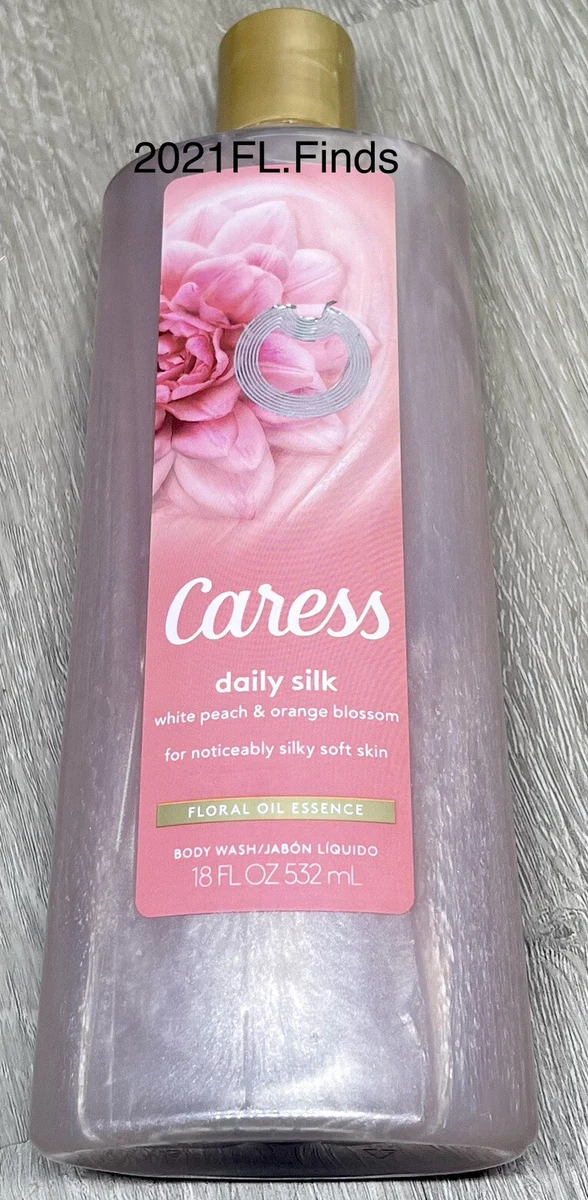 2021FL.Finds
Caress
daily silk
white peach & orange blossom
for noticeably silky soft skin
FLORAL OIL ESSENCE
BODY WASH/JABÓN LÍQUIDO
18 FL OZ 532 mL